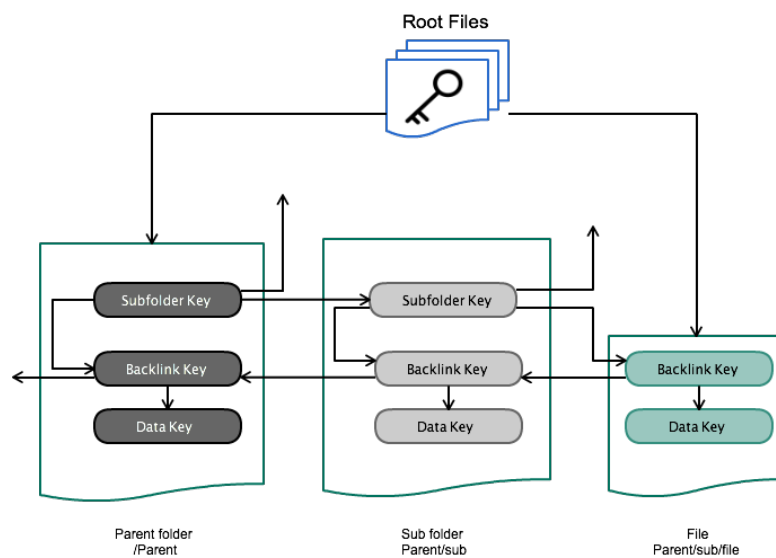 Root Files
Subfolder Key
Subfolder Key
Backlink Key
Backlink Key
Backlink Key
Data Key
Data Key
Data Key
Parent folder
/Parent
Sub folder
Parent/sub
File
Parent/sub/file